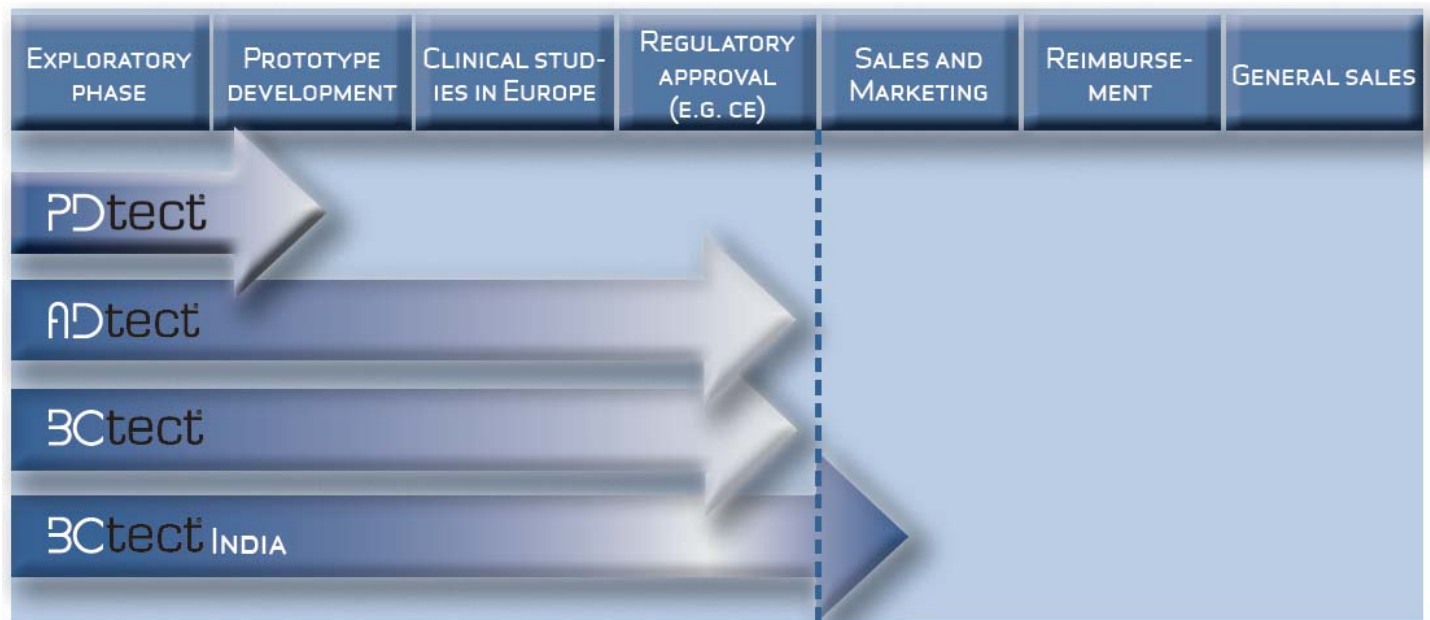 EXPLORATORY
PHASE
PROTOTYPE
DEVELOPMENT
CLINICAL STUD-
IES IN EUROPE
REGULATORY
APPROVAL
(E.G. CE)
SALES AND
MARKETING
REIMBURSE-
MENT
GENERAL SALES
PDtect®
ADtect®
BCtect®
BCtect® INDIA